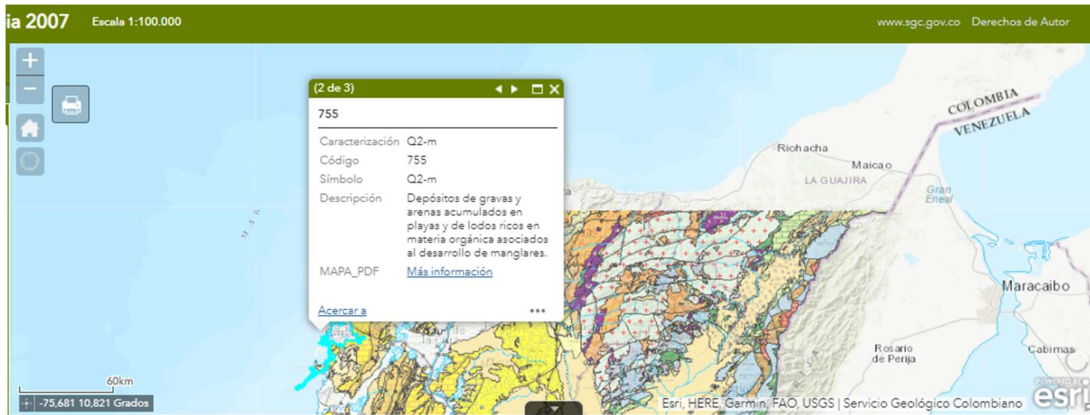 ia 2007 Escala 1:100.000 www.sgc.gov.co Derechos de Autor
(2 de 3)
755
Caracterización Q2-m
Código 755
Símbolo Q2-m
Descripción Depósitos de gravas y
arenas acumulados en
playas y de lodos ricos en
materia orgánica asociados
al desarrollo de manglares.
MAPA_PDF Más información
Acercar a
COLOMBIA
VENEZUELA
Riohacha
Maicao
LA GUAJIRA
Gran
Eneal
Maracaibo
Rosario
de Perija
Cabimas
60km
-75,681 10,821 Grados
Esri, HERE, Garmin, FAO, USGS | Servicio Geológico Colombiano
POWERED BY
esri